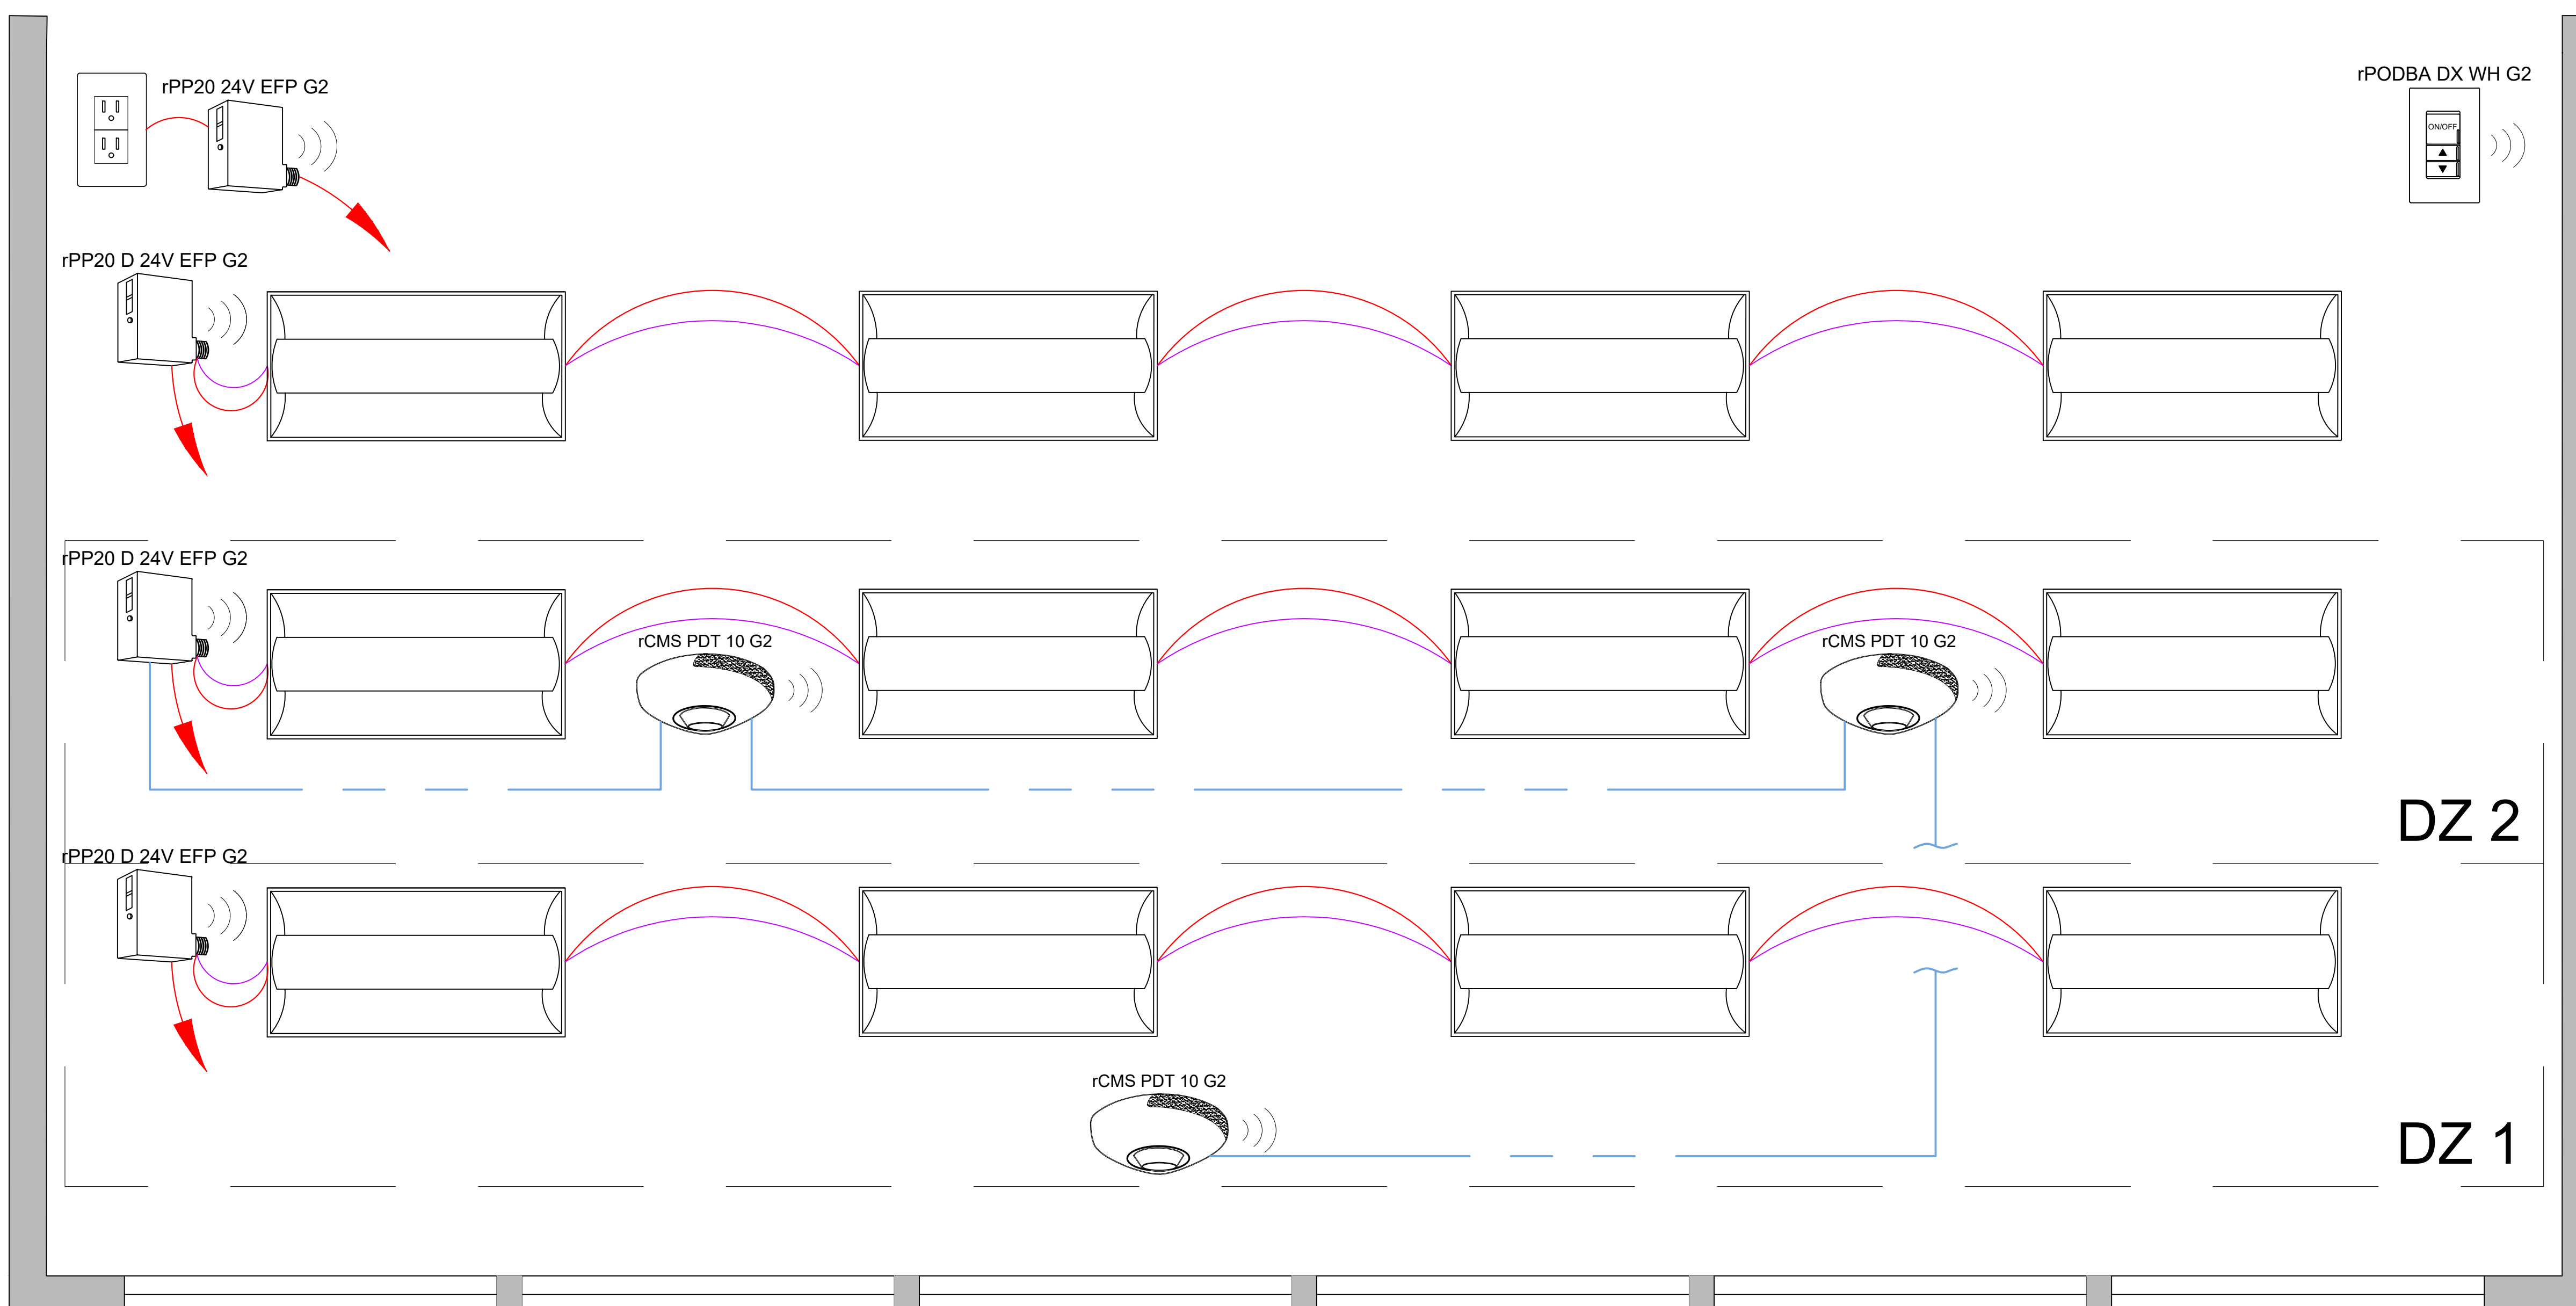 rPP20 24V EFP G2
rPODBA DX WH G2
ON/OFF
rPP20 D 24V EFP G2
rPP20 D 24V EFP G2
rCMS PDT 10 G2
rCMS PDT 10 G2
DZ 2
rPP20 D 24V EFP G2
rCMS PDT 10 G2
DZ 1